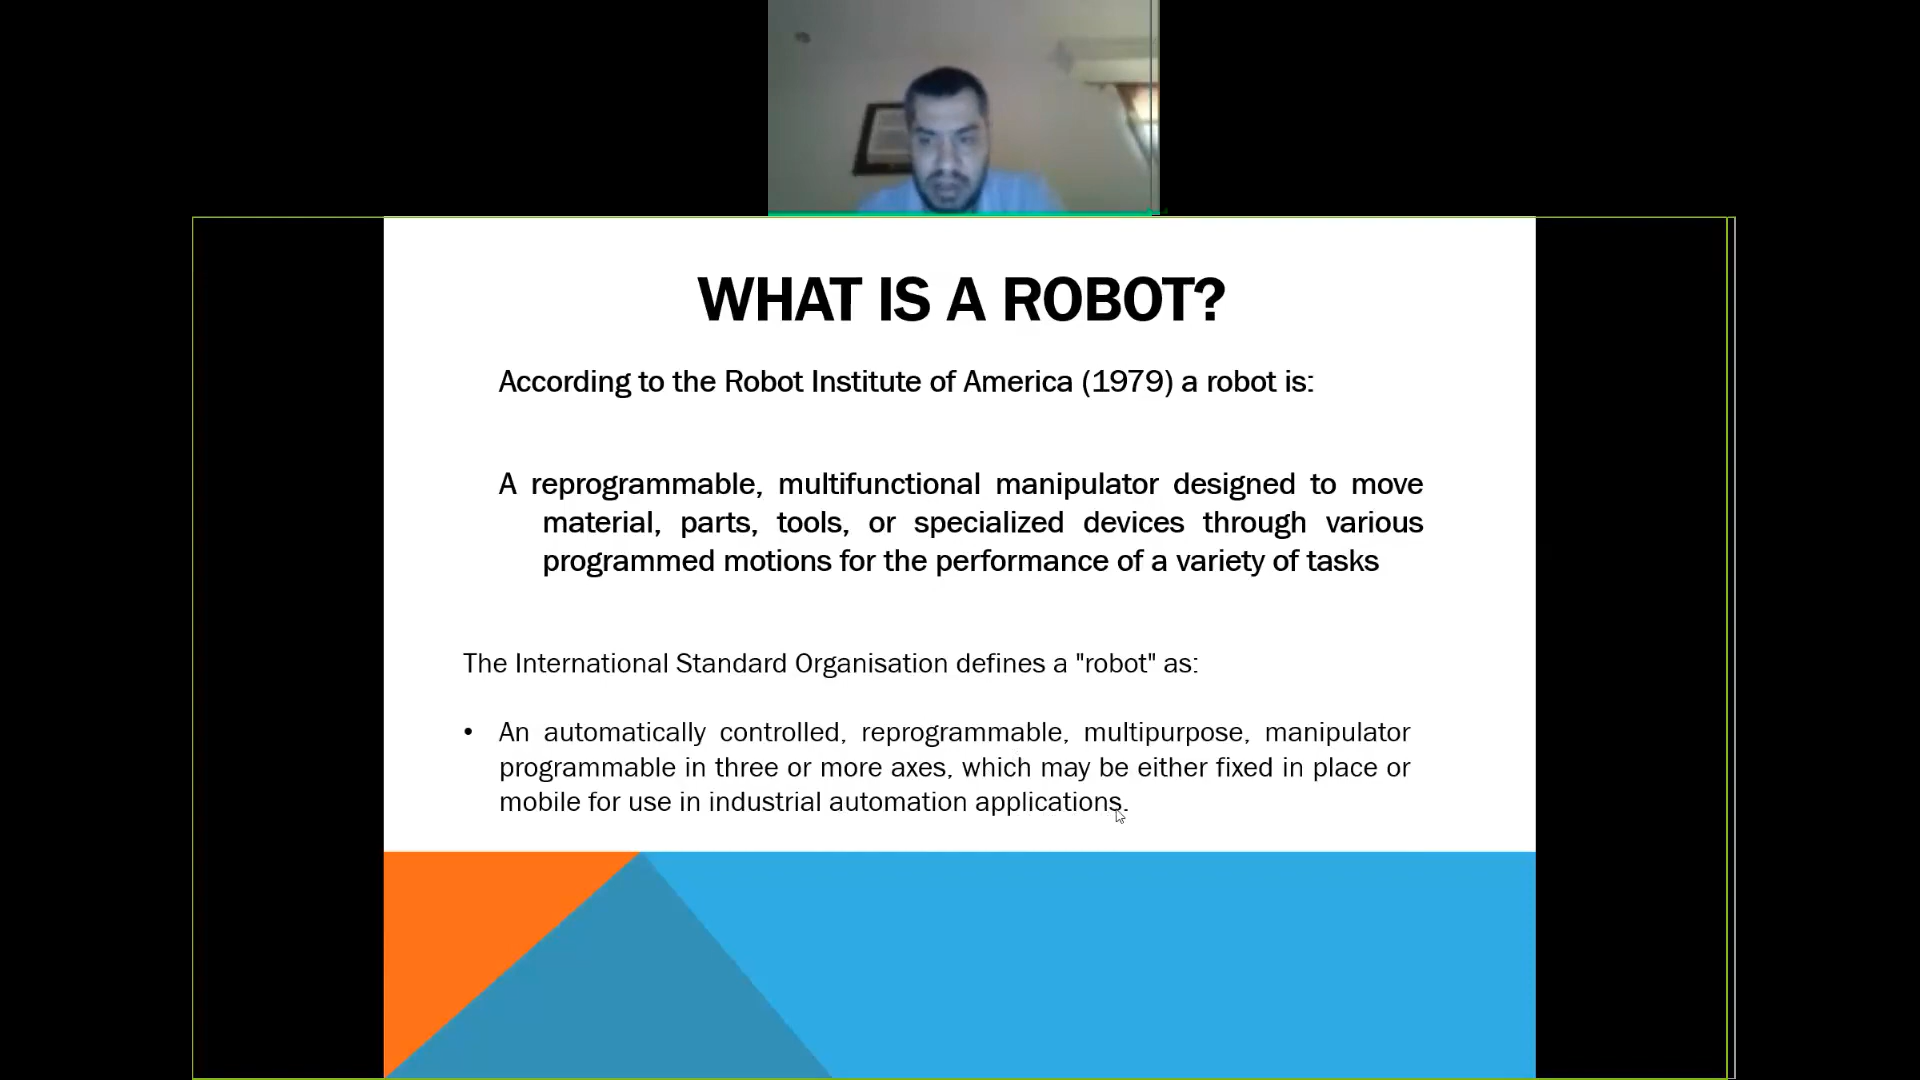 WHAT IS A ROBOT?
According to the Robot Institute of America (1979) a robot is:
A reprogrammable, multifunctional manipulator designed to move
material, parts, tools, or specialized devices through various
programmed motions for the performance of a variety of tasks
The International Standard Organisation defines a "robot" as:
• An automatically controlled, reprogrammable, multipurpose, manipulator
programmable in three or more axes, which may be either fixed in place or
mobile for use in industrial automation applications.